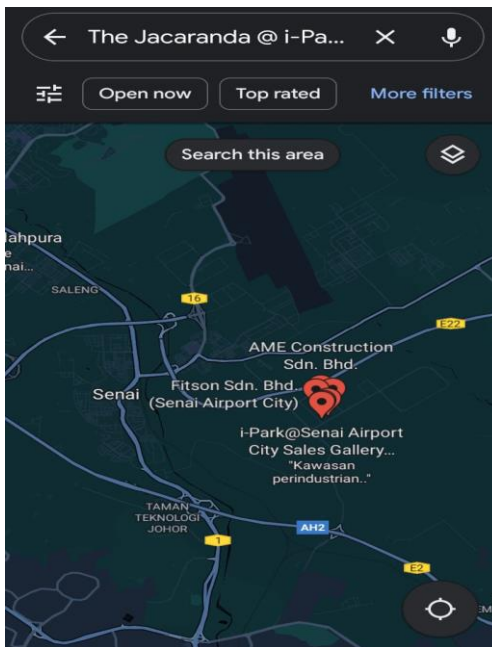 The Jacaranda @ i-Pa...
Open now
Top rated
More filters
Search this area
ahpura
e
nai...
SALENG
16
E22
AME Construction
Sdn. Bhd.
Fitson Sdn. Bhd.
(Senai Airport City)
Senai
i-Park@Senai Airport
City Sales Gallery...
"Kawasan
perindustrian.."
TAMAN
TEKNOLOGI
JOHOR
AH2
1
E2
EM